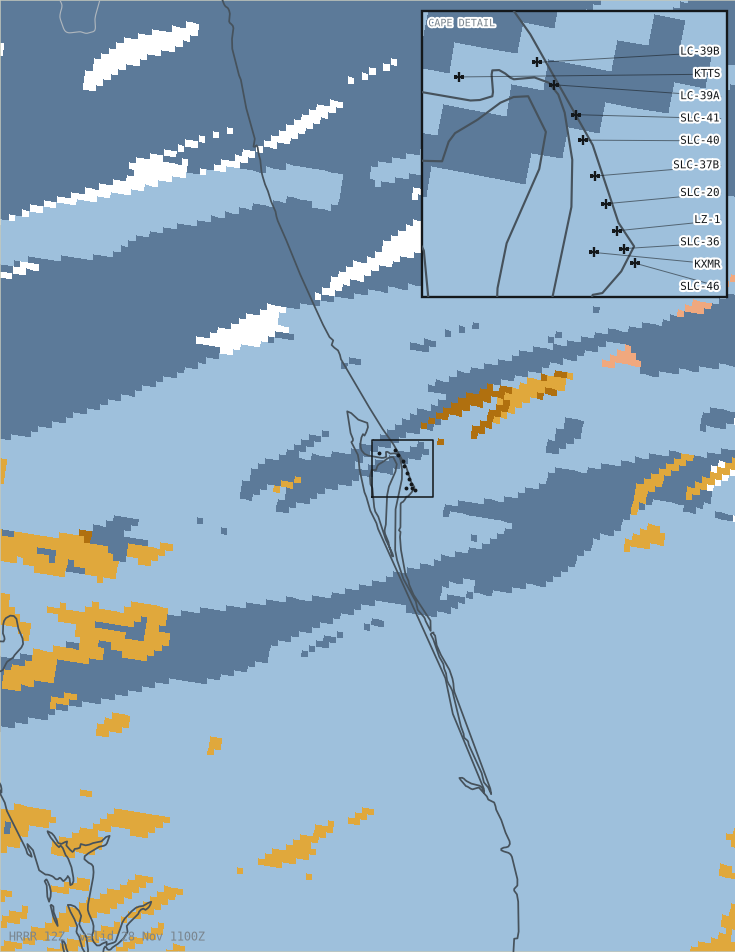 CAPE DETAIL
LC-39B
KTTS
LC-39A
SLC-41
SLC-40
SLC-37B
SLC-20
LZ-1
SLC-36
KXMR
SLC-46
HRRR 12Z valid 28 Nov 1100Z